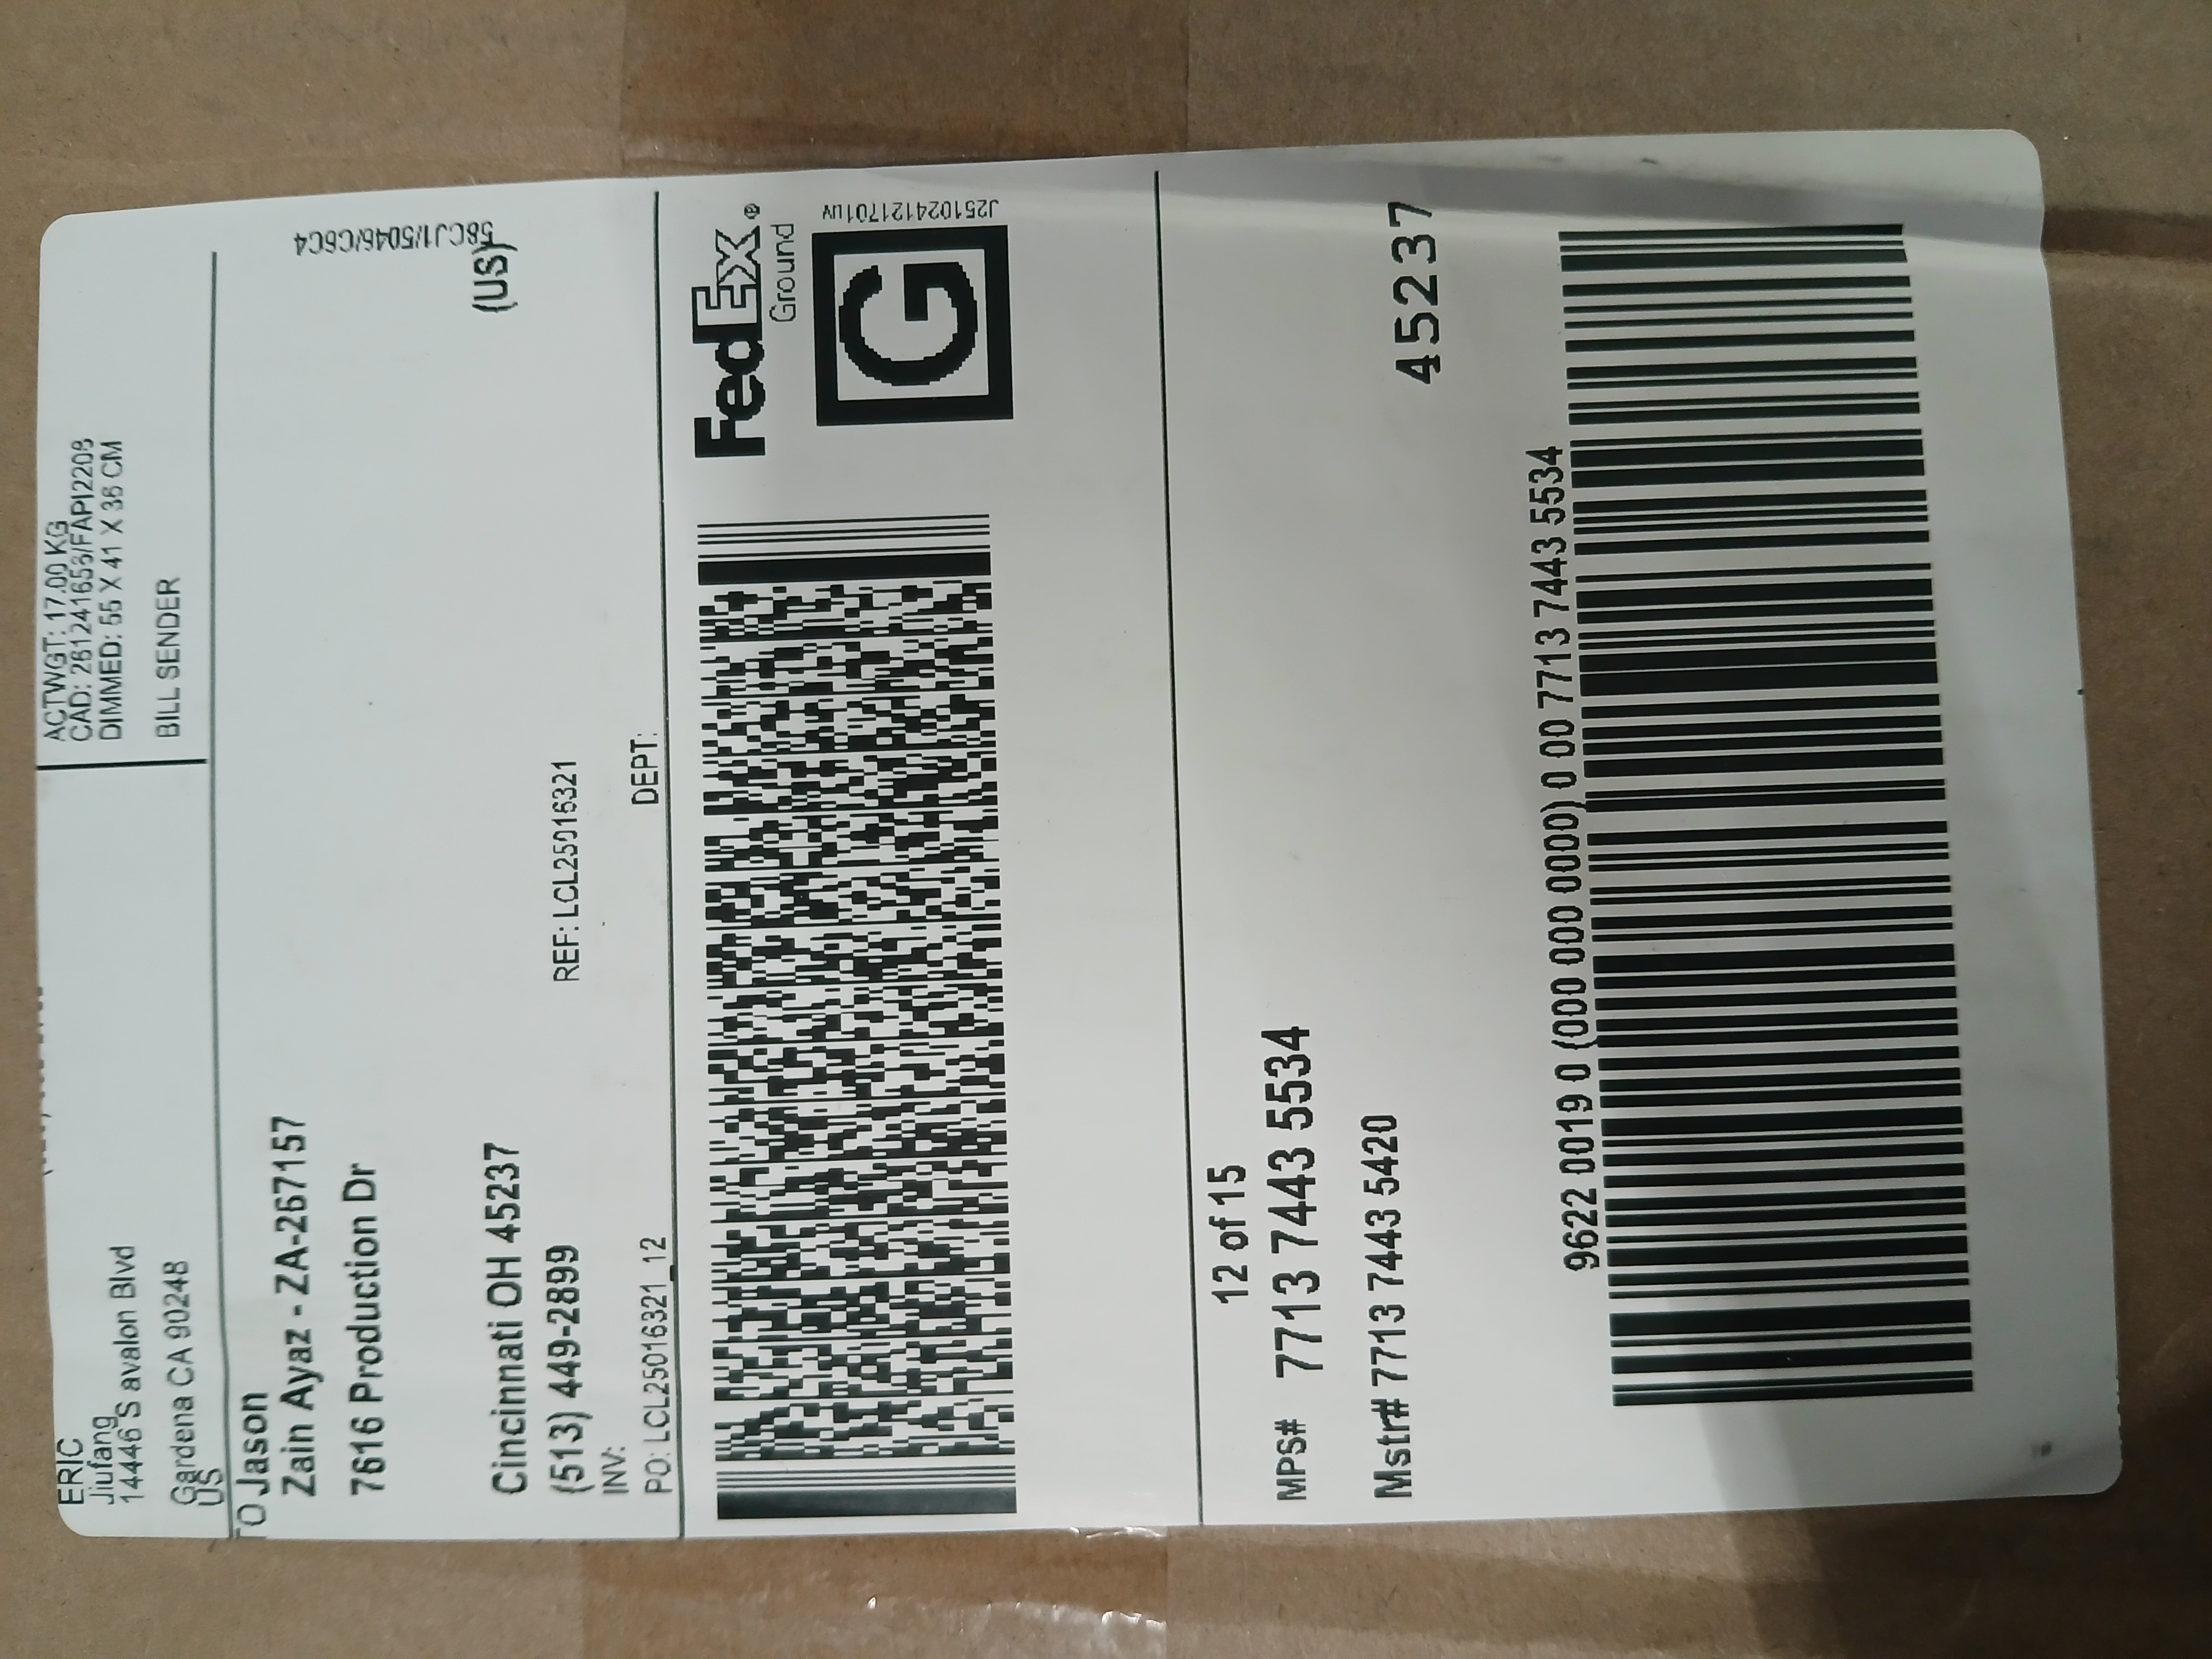 ERIC
Jiufang
14446 S avalon Blvd
Gardena CA 90248
US
ACTWGT: 17.00 KG
CAD: 261241653/FAPI2208
DIMMED: 55 X 41 X 36 CM
BILL SENDER
TO Jason
Zain Ayaz - ZA-267157
7616 Production Dr
Cincinnati OH 45237
(US)
58CJ1/5046/C6C4
(513) 449-2899
REF: LCL25016321
INV:
PO: LCL25016321_12
DEPT:
FedEx®
Ground
G
J251024121701uv
12 of 15
MPS# 7713 7443 5534
Mstr# 7713 7443 5420
45237
9622 0019 0 (000 000 0000) 0 00 7713 7443 5534